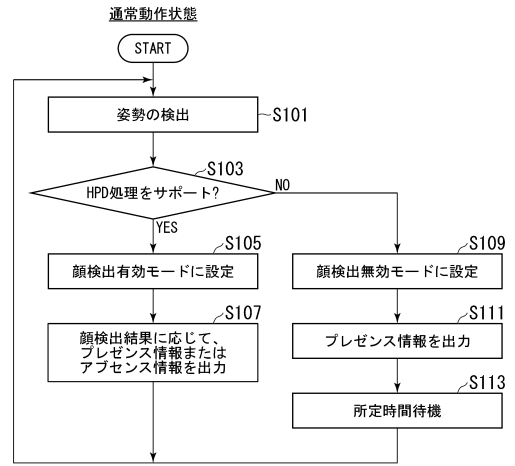 通常動作状態
START
姿勢の検出
S101
S103
HPD処理をサポート?
NO
YES
S105
顔検出有効モードに設定
S109
顔検出無効モードに設定
S107
顔検出結果に応じて、
プレゼンス情報または
アブセンス情報を出力
S111
プレゼンス情報を出力
S113
所定時間待機